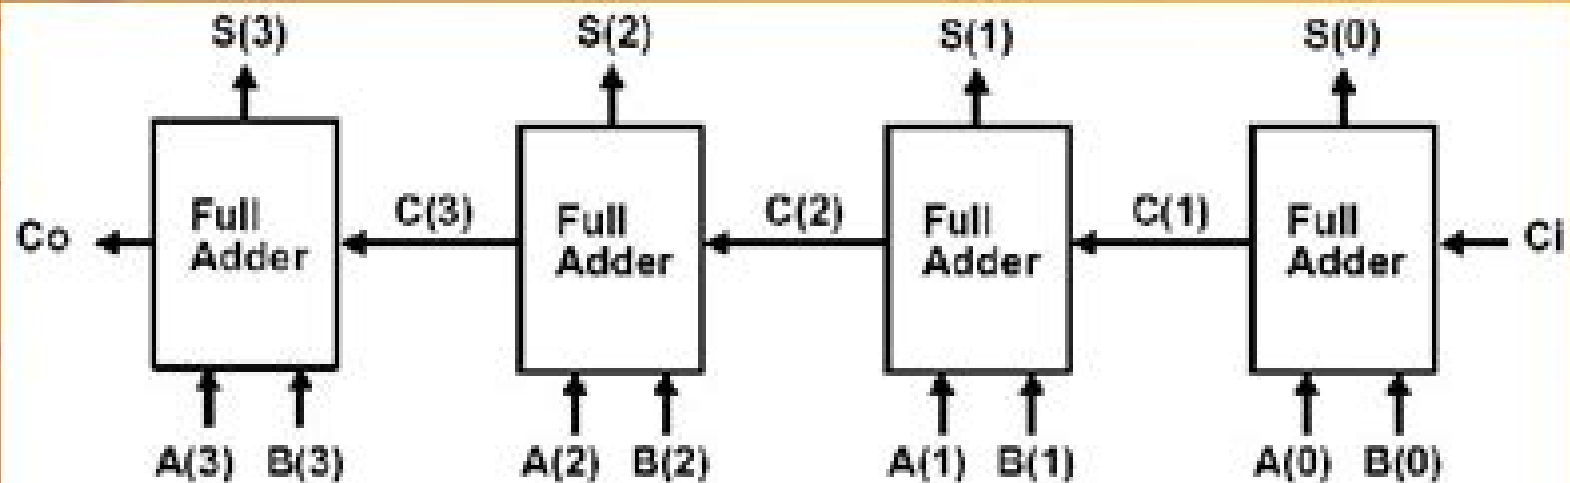 S(3) S(2) S(1) S(0)
Co Full Adder C(3) Full Adder C(2) Full Adder C(1) Full Adder Ci
A(3) B(3) A(2) B(2) A(1) B(1) A(0) B(0)